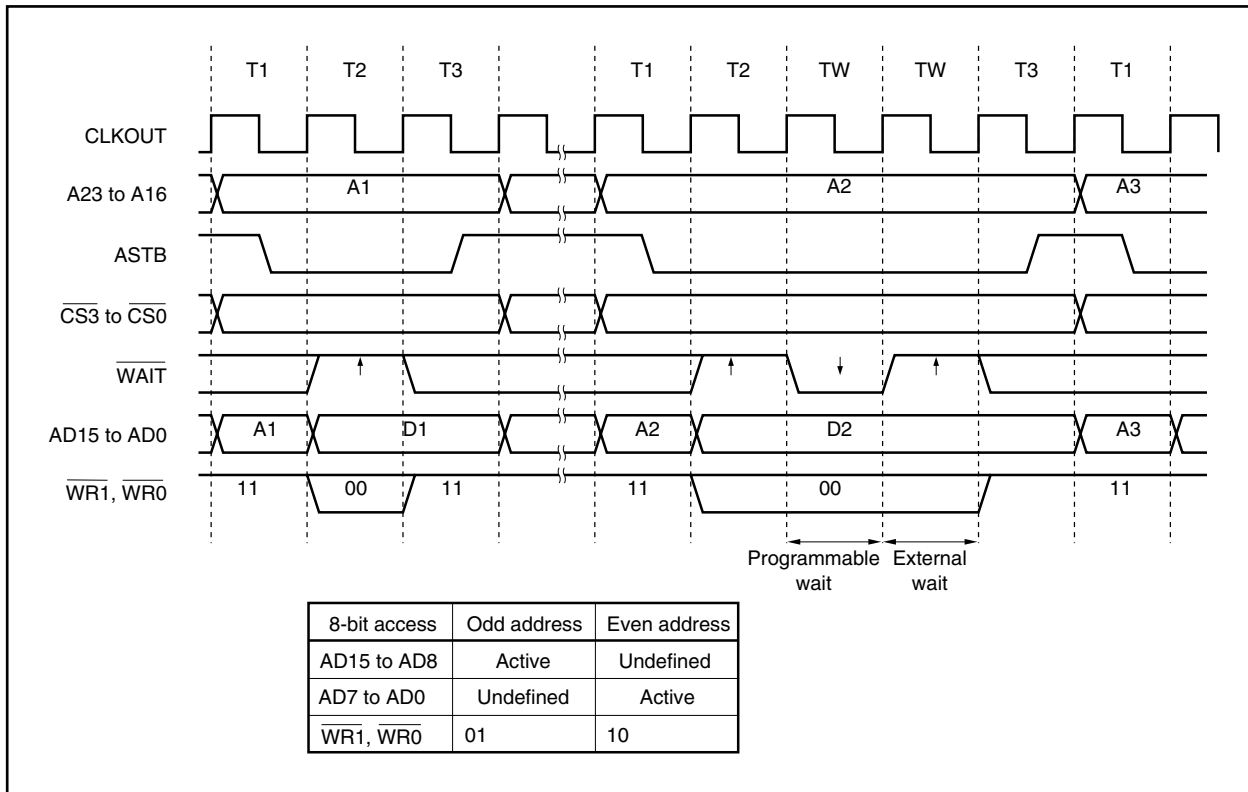 T1 T2 T3 T1 T2 TW TW T3 T1
CLKOUT
A23 to A16 A1 A2 A3
ASTB
CS3 to CS0
WAIT
AD15 to AD0 A1 D1 A2 D2 A3
WR1, WR0 11 00 11 11 00 11
Programmable wait
External wait
8-bit access Odd address Even address
AD15 to AD8 Active Undefined
AD7 to AD0 Undefined Active
WR1, WR0 01 10